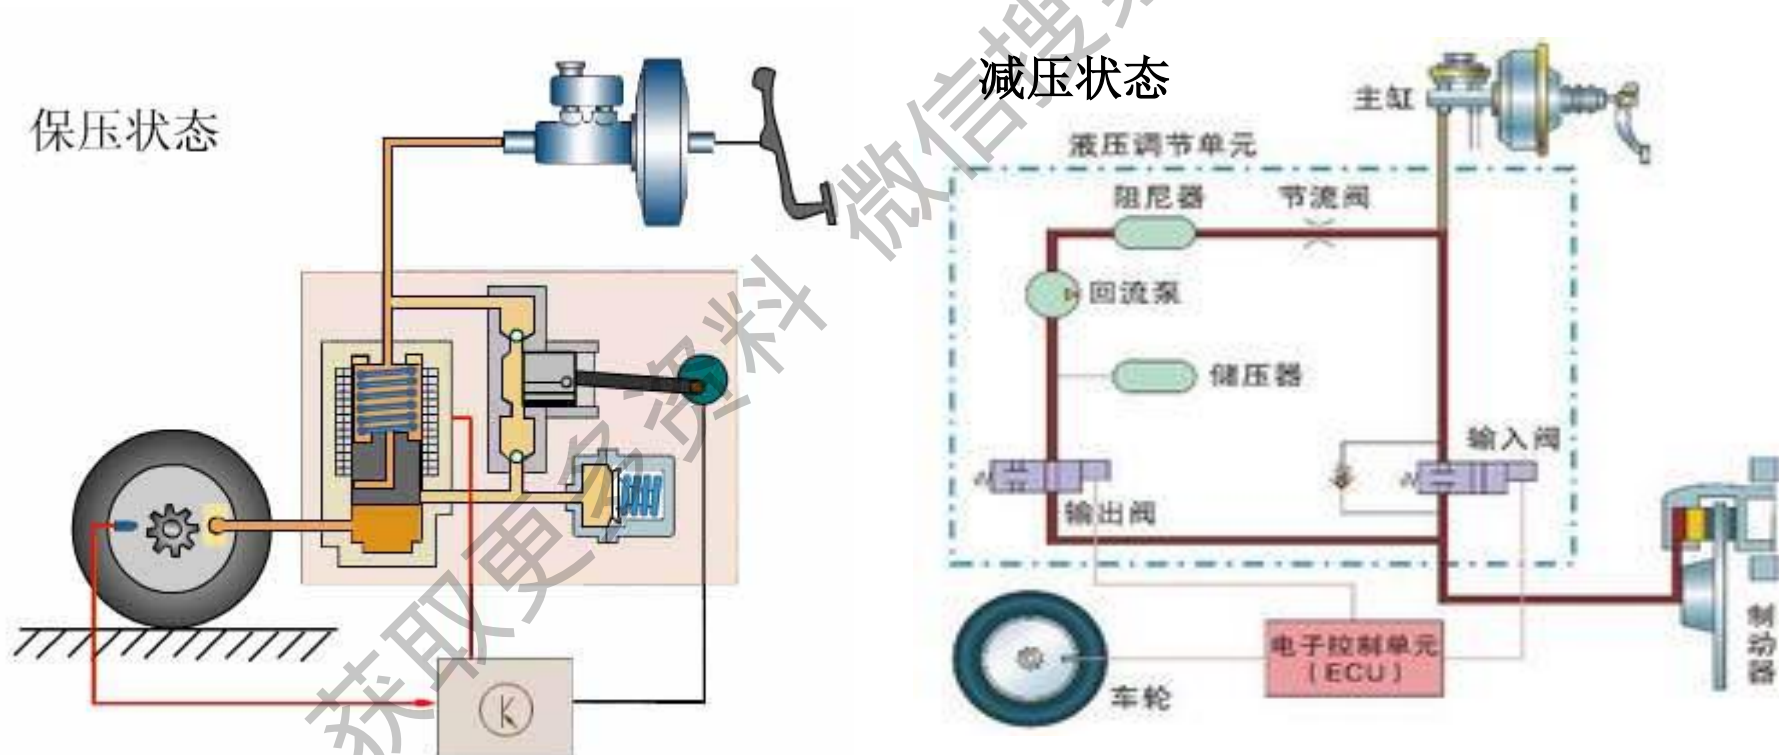 保压状态
K
减压状态
主缸
液压调节单元
阻尼器
节流阀
回流泵
储压器
输入阀
输出阀
制动器
电子控制单元
(ECU)
车轮
获取更多资料 微信搜索